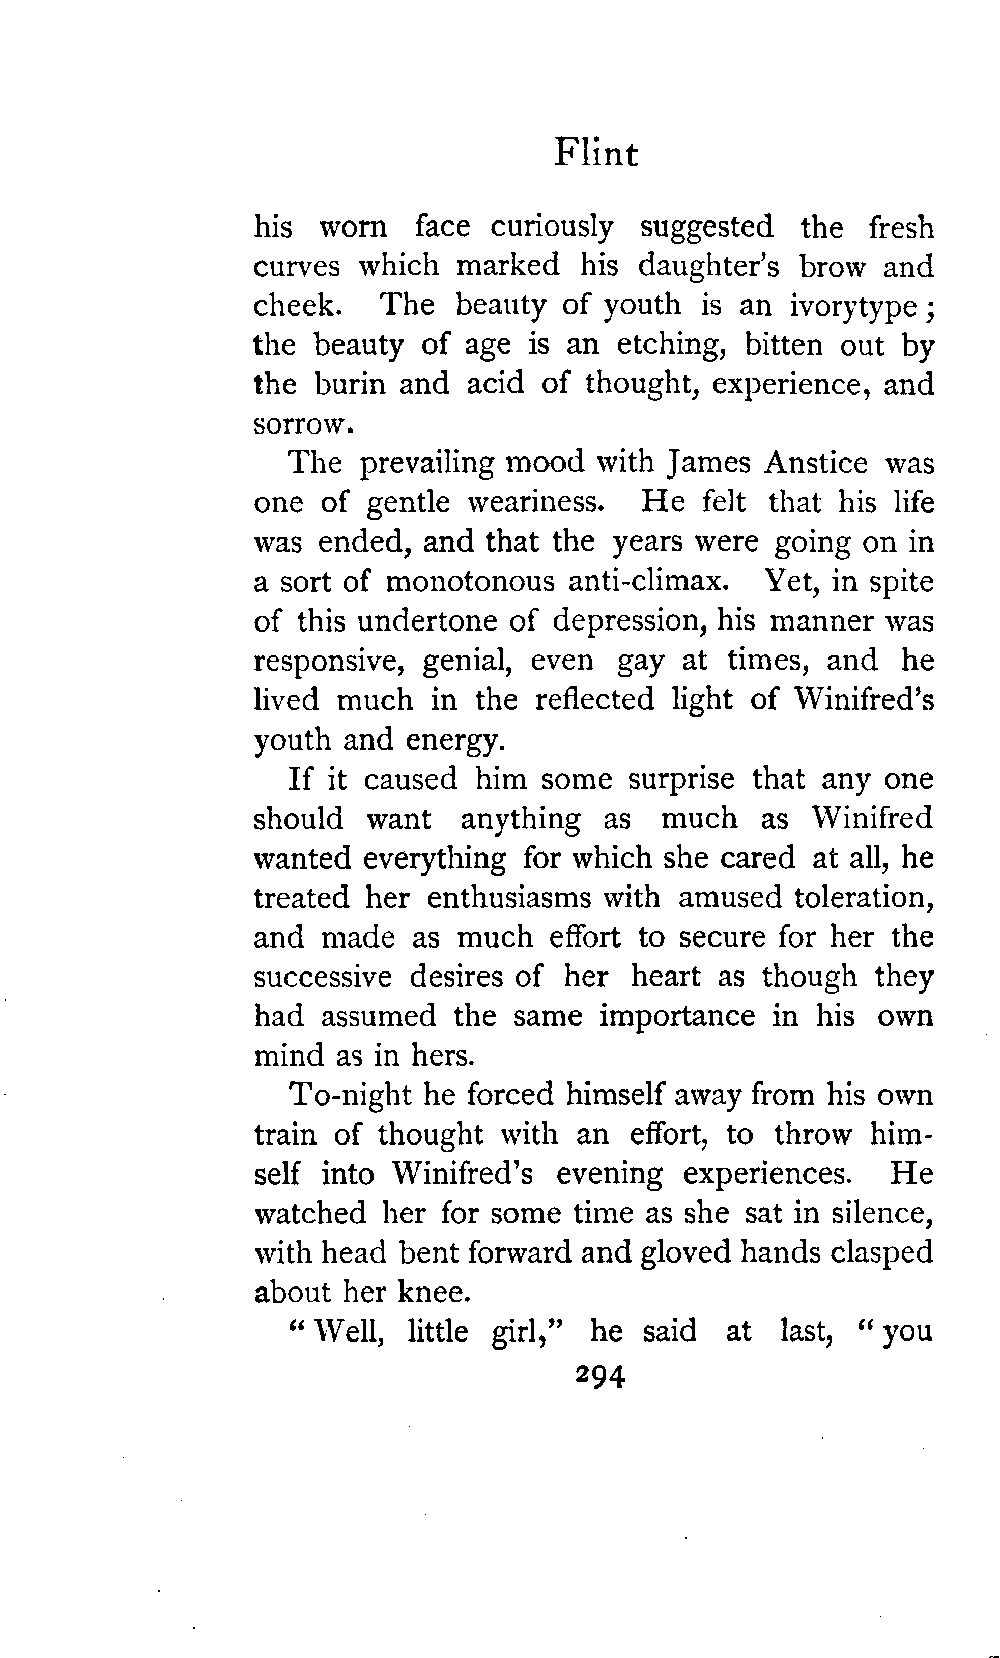 Flint
his worn face curiously suggested the fresh
curves which marked his daughter's brow and
cheek. The beauty of youth is an ivorytype ;
the beauty of age is an etching, bitten out by
the burin and acid of thought, experience, and
sorrow.
The prevailing mood with James Anstice was
one of gentle weariness. He felt that his life
was ended, and that the years were going on in
a sort of monotonous anti-climax. Yet, in spite
of this undertone of depression, his manner was
responsive, genial, even gay at times, and he
lived much in the reflected light of Winifred's
youth and energy.
If it caused him some surprise that any one
should want anything as much as Winifred
wanted everything for which she cared at all, he
treated her enthusiasms with amused toleration,
and made as much effort to secure for her the
successive desires of her heart as though they
had assumed the same importance in his own
mind as in hers.
To-night he forced himself away from his own
train of thought with an effort, to throw him-
self into Winifred's evening experiences. He
watched her for some time as she sat in silence,
with head bent forward and gloved hands clasped
about her knee.
“ Well, little girl,” he said at last, “ you
294